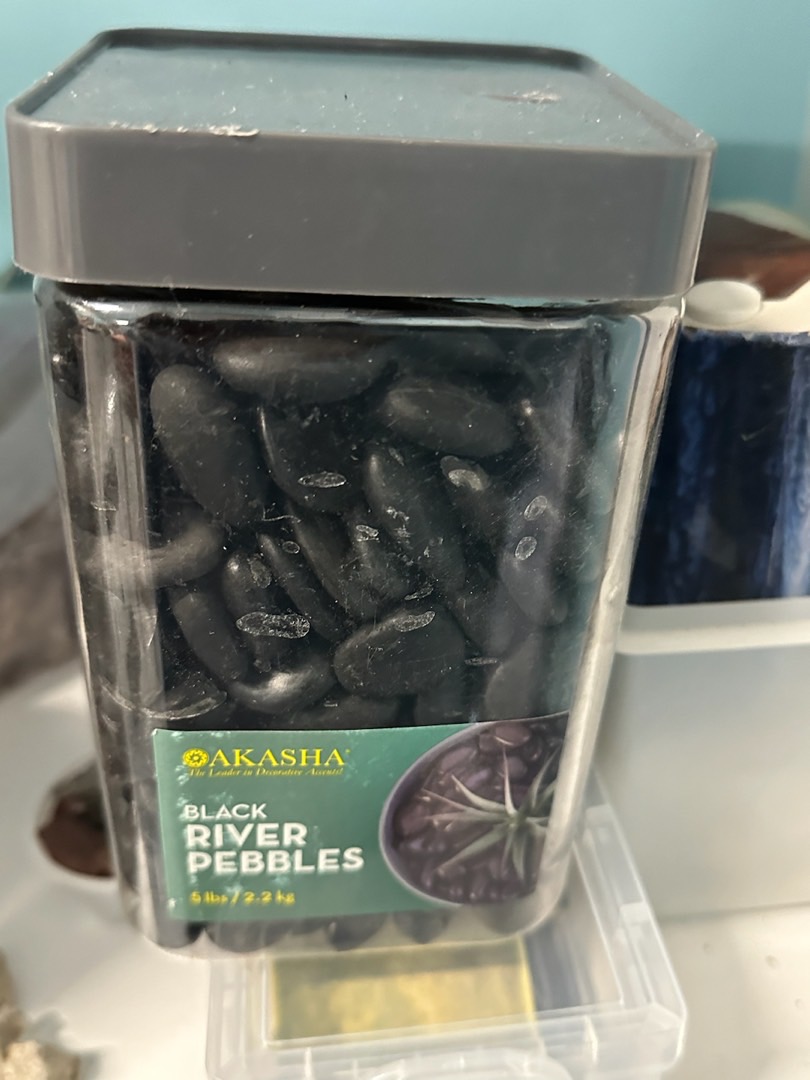 AKASHA
The Leader in Decorative Accents!
BLACK
RIVER
PEBBLES
5 lbs / 2.2 kg